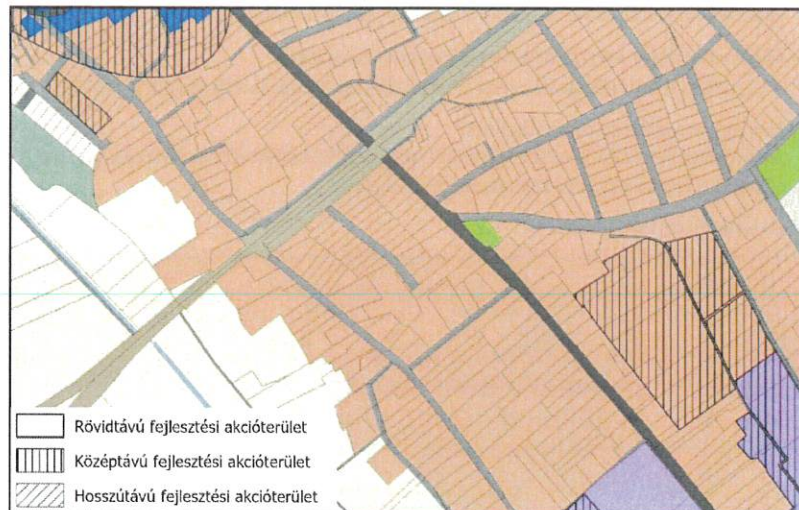 Rövidtávú fejlesztési akcióterület
Középtávú fejlesztési akcióterület
Hosszútávú fejlesztési akcióterület